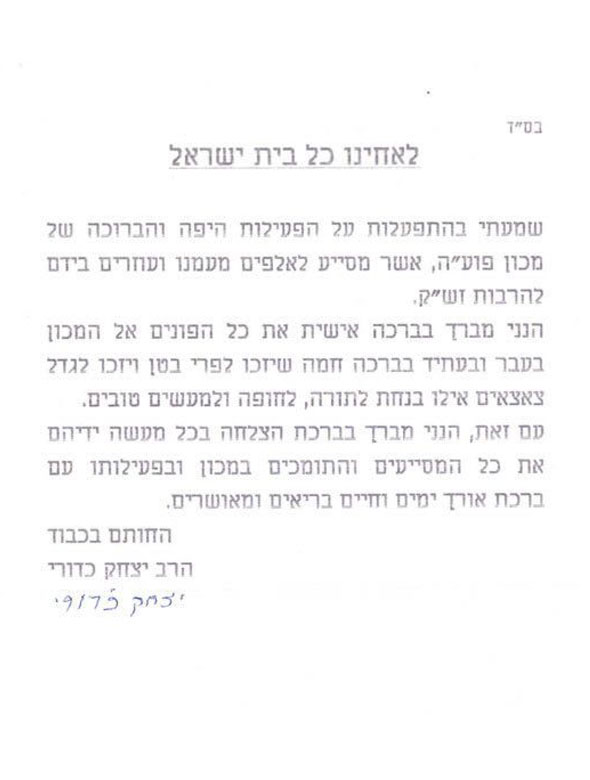 בס"ד
לאחינו כל בית ישראל
שמעתי בהתפעלות על הפעילות היפה והברוכה של
מכון פוע"ה, אשר מסייע לאלפים מעמנו ועוזרים בידם
להרבות זש"ק.
הנני מברך בברכה אישית את כל הפונים אל המכון
בעבר ובעתיד בברכה חמה שיזכו לפרי בטן ויזכו לגדל
צאצאים אילו בנחת לתורה, לחופה ולמעשים טובים.
עם זאת, הנני מברך בברכת הצלחה בכל מעשה ידיהם
את כל המסייעים והתומכים במכון ובפעילותו עם
ברכת אורך ימים וחיים בריאים ומאושרים.
החותם בכבוד
הרב יצחק כדורי
יצחק כדורי